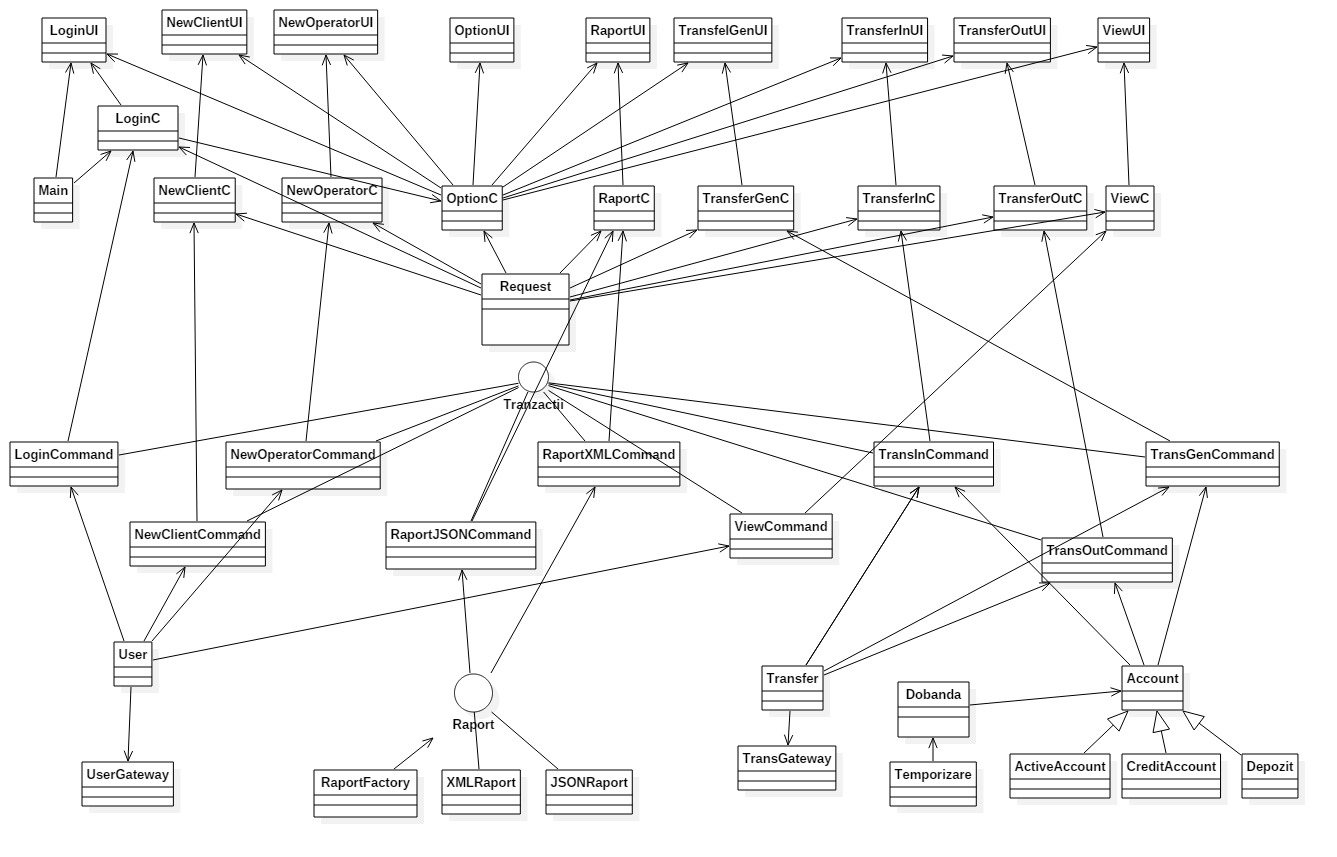 LoginUI
NewClientUI
NewOperatorUI
OptionUI
RaportUI
TransfelGenUI
TransferInUI
TransferOutUI
ViewUI
LoginC
Main
NewClientC
NewOperatorC
OptionC
RaportC
TransferGenC
TransferInC
TransferOutC
ViewC
Request
Tranzactii
LoginCommand
NewOperatorCommand
RaportXMLCommand
TransInCommand
TransGenCommand
NewClientCommand
RaportJSONCommand
ViewCommand
TransOutCommand
User
Raport
Transfer
Dobanda
Account
UserGateway
RaportFactory
XMLRaport
JSONRaport
TransGateway
Temporizare
ActiveAccount
CreditAccount
Depozit